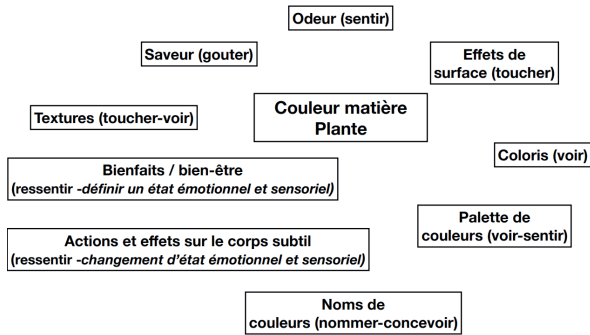 Odeur (sentir)
Saveur (gouter)
Effets de
surface (toucher)
Couleur matière
Plante
Textures (toucher-voir)
Coloris (voir)
Bienfaits / bien-être
(ressentir -définir un état émotionnel et sensoriel)
Palette de
couleurs (voir-sentir)
Actions et effets sur le corps subtil
(ressentir -changement d'état émotionnel et sensoriel)
Noms de
couleurs (nommer-concevoir)